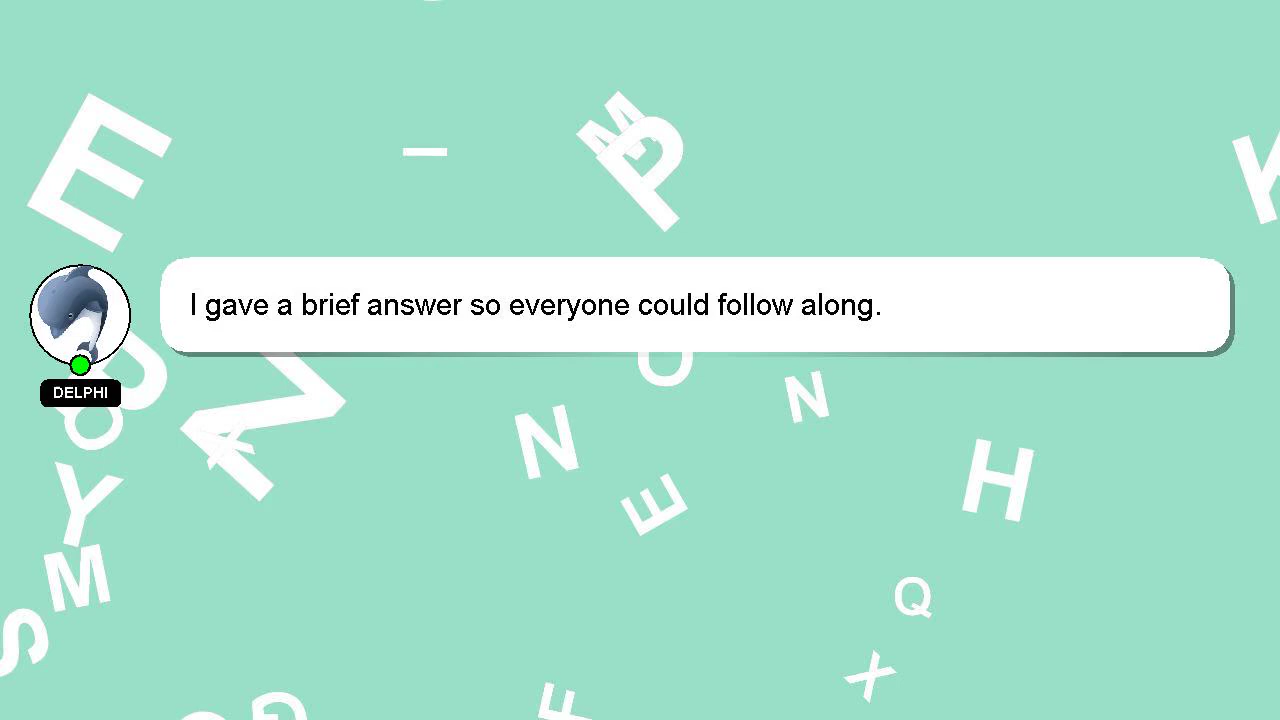 I gave a brief answer so everyone could follow along.
DELPHI
E
I
M
P
K
O
Z
A
N
N
E
H
Y
M
S
Q
X
G
F